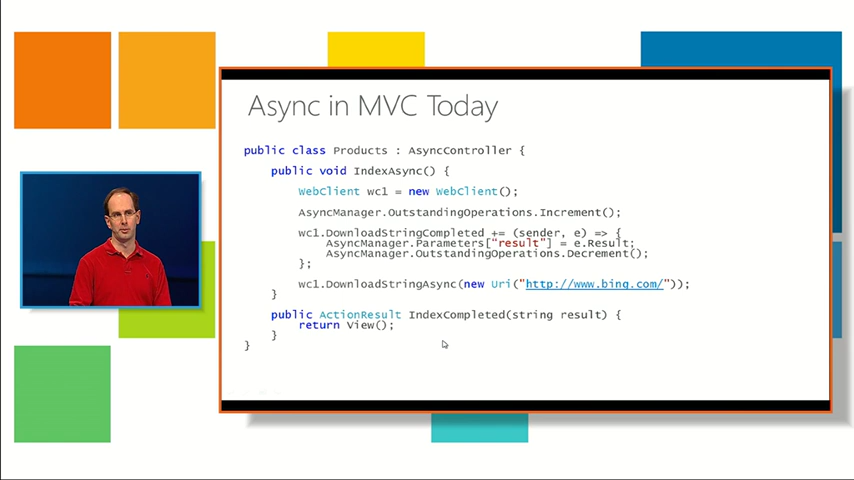 Async in MVC Today
public class Products : AsyncController {
public void IndexAsync() {
WebClient wc1 = new WebClient();
AsyncManager.OutstandingOperations.Increment();
wc1.DownloadStringCompleted += (sender, e) => {
AsyncManager.Parameters["result"] = e.Result;
AsyncManager.OutstandingOperations.Decrement();
};
wc1.DownloadStringAsync(new Uri("http://www.bing.com/"));
}
public ActionResult IndexCompleted(string result) {
return View();
}
}